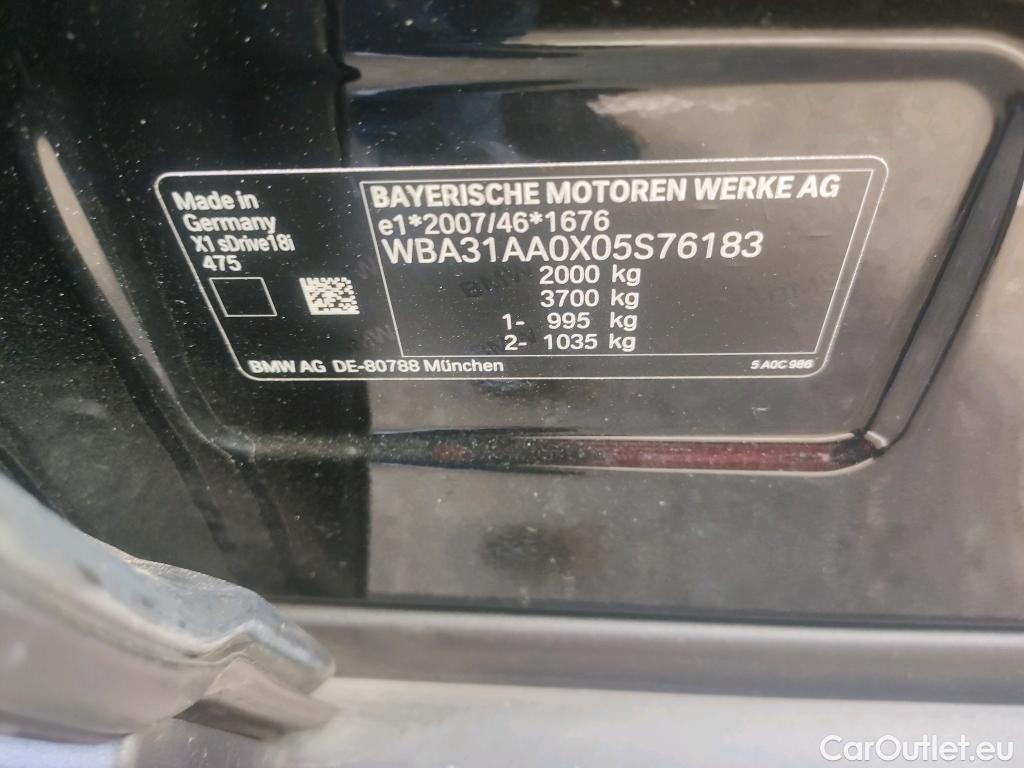 Made in
Germany
X1 sDrive18i
475
BAYERISCHE MOTOREN WERKE AG
e1*2007/46*1676
WBA31AA0X05S76183
2000 kg
3700 kg
1- 995 kg
2- 1035 kg
BMW AG DE-80788 München
5 A0C 986
CarOutlet.eu